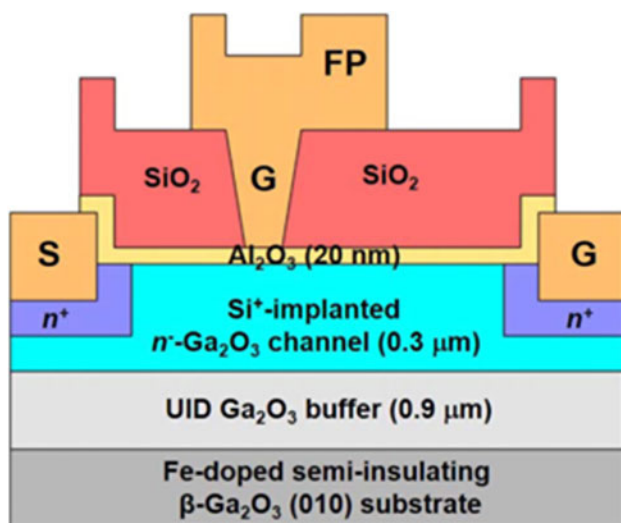 FP
SiO₂
G
SiO₂
S
Al₂O₃ (20 nm)
G
n⁺
Si⁺-implanted
n⁺
n⁻-Ga₂O₃ channel (0.3 μm)
UID Ga₂O₃ buffer (0.9 μm)
Fe-doped semi-insulating
β-Ga₂O₃ (010) substrate